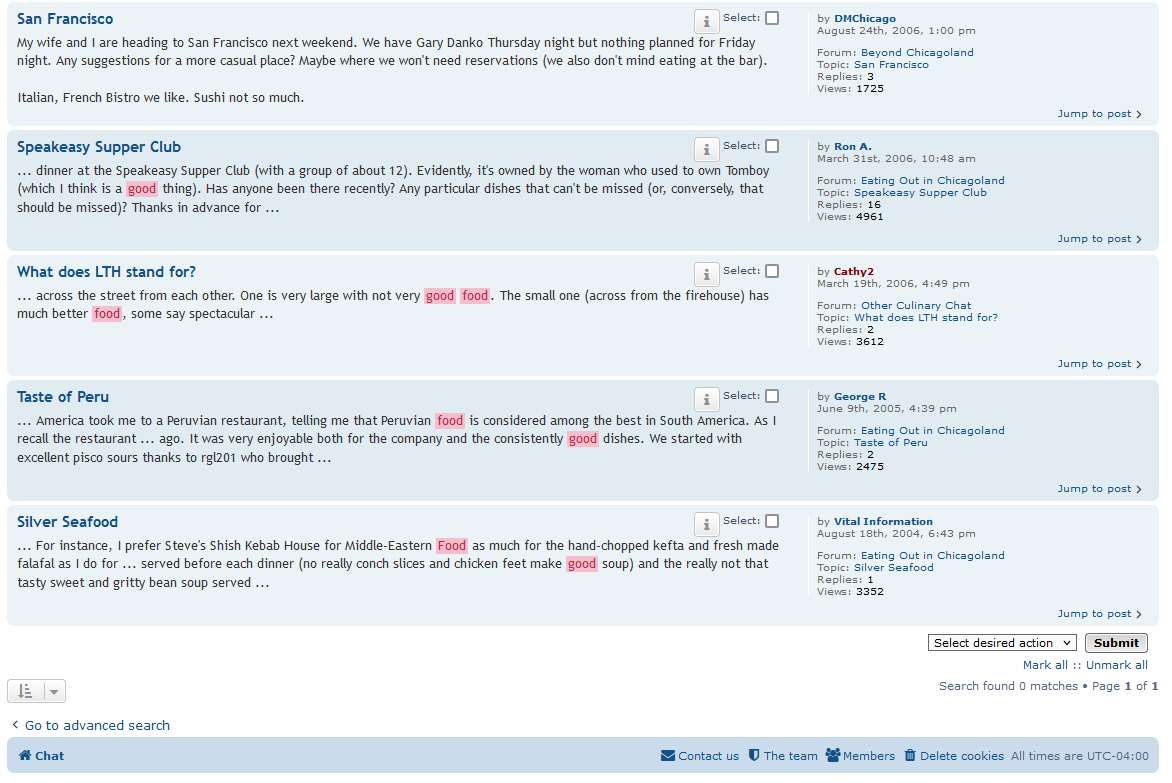 San Francisco
Select:
My wife and I are heading to San Francisco next weekend. We have Gary Danko Thursday night but nothing planned for Friday
night. Any suggestions for a more casual place? Maybe where we won't need reservations (we also don't mind eating at the bar).
Italian, French Bistro we like. Sushi not so much.
by DMChicago
August 24th, 2006, 1:00 pm
Forum: Beyond Chicagoland
Topic: San Francisco
Replies: 3
Views: 1725
Jump to post
Speakeasy Supper Club
Select:
... dinner at the Speakeasy Supper Club (with a group of about 12). Evidently, it's owned by the woman who used to own Tomboy
(which I think is a good thing). Has anyone been there recently? Any particular dishes that can't be missed (or, conversely, that
should be missed)? Thanks in advance for ...
by Ron A.
March 31st, 2006, 10:48 am
Forum: Eating Out in Chicagoland
Topic: Speakeasy Supper Club
Replies: 16
Views: 4961
Jump to post
What does LTH stand for?
Select:
... across the street from each other. One is very large with not very good food. The small one (across from the firehouse) has
much better food, some say spectacular ...
by Cathy2
March 19th, 2006, 4:49 pm
Forum: Other Culinary Chat
Topic: What does LTH stand for?
Replies: 2
Views: 3612
Jump to post
Taste of Peru
Select:
... America took me to a Peruvian restaurant, telling me that Peruvian food is considered among the best in South America. As I
recall the restaurant ... ago. It was very enjoyable both for the company and the consistently good dishes. We started with
excellent pisco sours thanks to rgl201 who brought ...
by George R
June 9th, 2005, 4:39 pm
Forum: Eating Out in Chicagoland
Topic: Taste of Peru
Replies: 2
Views: 2475
Jump to post
Silver Seafood
Select:
... For instance, I prefer Steve's Shish Kebab House for Middle-Eastern Food as much for the hand-chopped kefta and fresh made
falafal as I do for ... served before each dinner (no really conch slices and chicken feet make good soup) and the really not that
tasty sweet and gritty bean soup served ...
by Vital Information
August 18th, 2004, 6:43 pm
Forum: Eating Out in Chicagoland
Topic: Silver Seafood
Replies: 1
Views: 3352
Jump to post
Select desired action
Submit
Mark all :: Unmark all
Search found 0 matches • Page 1 of 1
Go to advanced search
Chat
Contact us
The team
Members
Delete cookies
All times are UTC-04:00